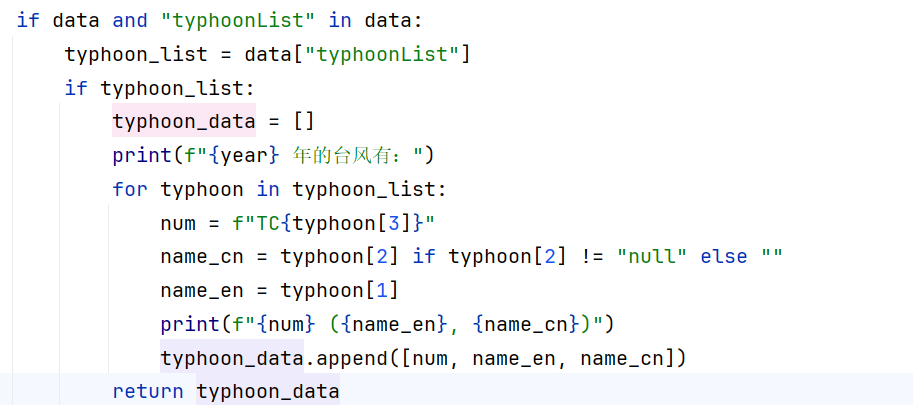 if data and "typhoonList" in data:
    typhoon_list = data["typhoonList"]
    if typhoon_list:
        typhoon_data = []
        print(f"{year} 年的台风有：")
        for typhoon in typhoon_list:
            num = f"TC{typhoon[3]}"
            name_cn = typhoon[2] if typhoon[2] != "null" else ""
            name_en = typhoon[1]
            print(f"{num} ({name_en}, {name_cn})")
            typhoon_data.append([num, name_en, name_cn])
        return typhoon_data